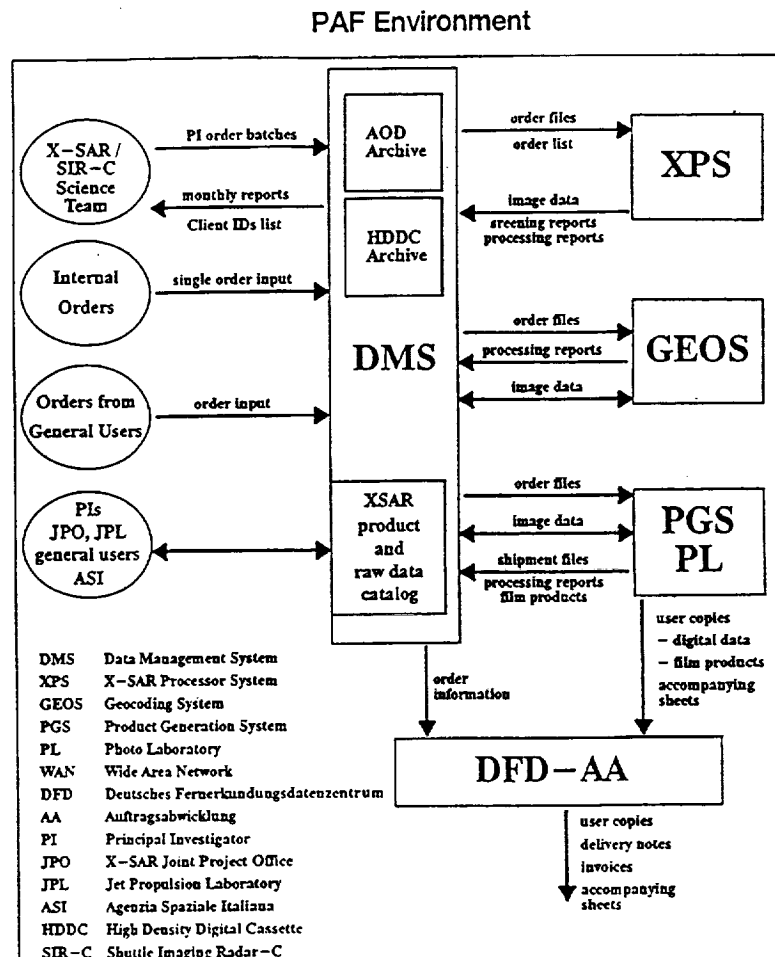 PAF Environment
X-SAR /
SIR-C
Science
Team
PI order batches
monthly reports
Client IDs list
AOD
Archive
HDDC
Archive
order files
order list
XPS
image data
sreening reports
processing reports
Internal
Orders
single order input
DMS
order files
processing reports
GEOS
image data
Orders from
General Users
order input
PIs
JPO, JPL
general users
ASI
XSAR
product
and
raw data
catalog
order files
image data
shipment files
processing reports
film products
PGS
PL
user copies
- digital data
- film products
accompanying
sheets
order
information
DMS Data Management System
XPS X-SAR Processor System
GEOS Geocoding System
PGS Product Generation System
PL Photo Laboratory
WAN Wide Area Network
DFD Deutsches Fernerkundungsdatenzentrum
AA Auftragsabwicklung
PI Principal Investigator
JPO X-SAR Joint Project Office
JPL Jet Propulsion Laboratory
ASI Agenzia Spaziale Italiana
HDDC High Density Digital Cassette
SIR-C Shuttle Imaging Radar-C
DFD-AA
user copies
delivery notes
invoices
accompanying
sheets